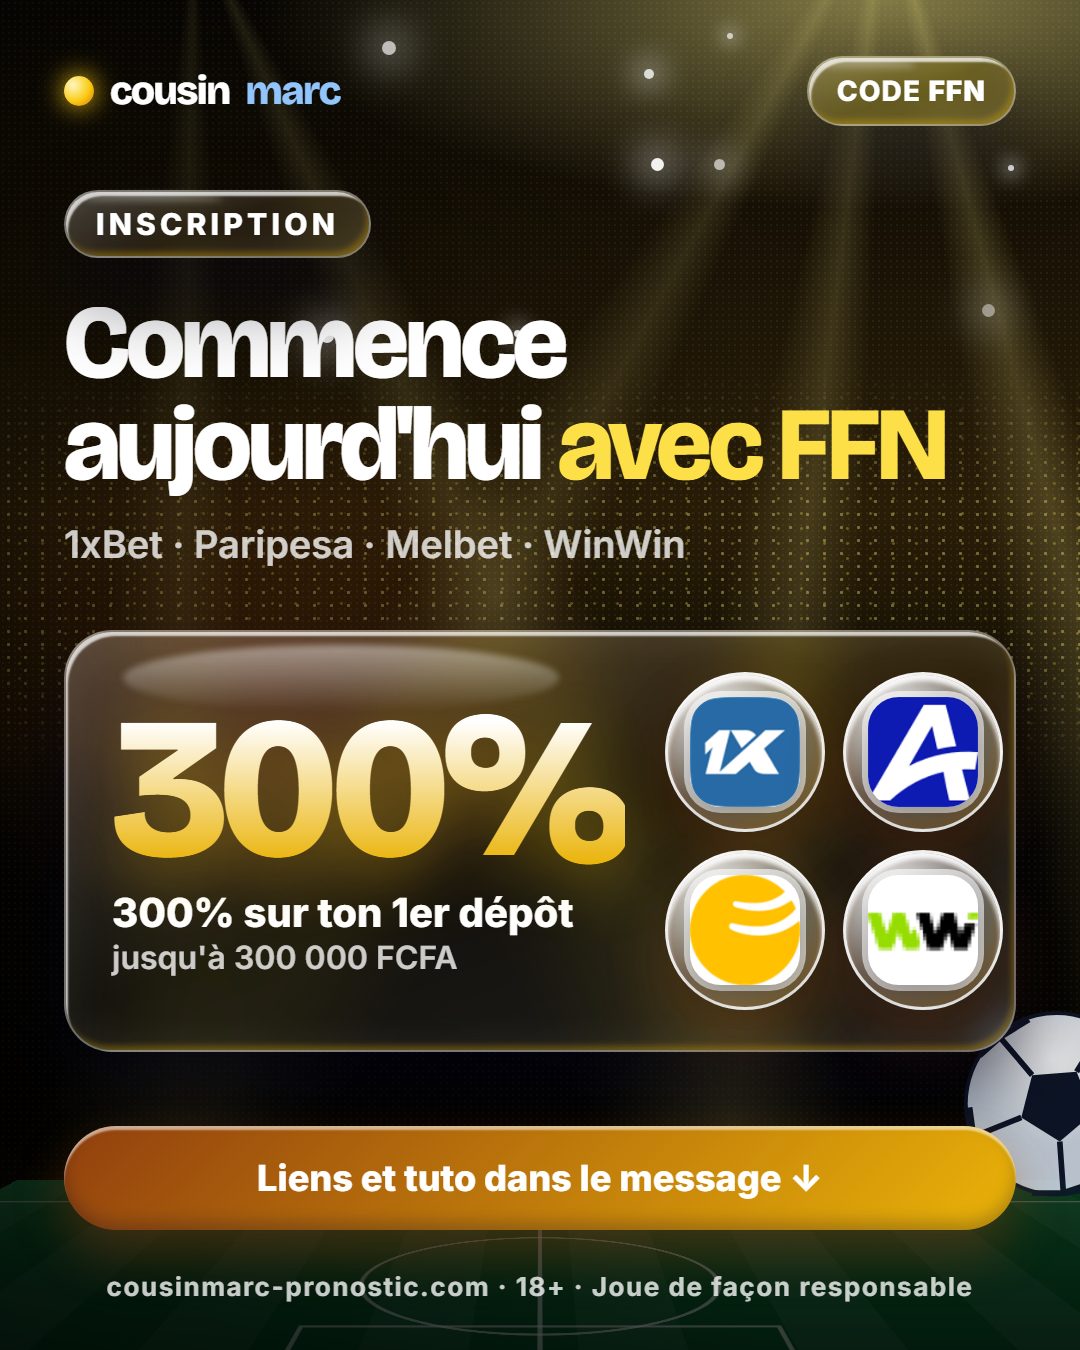 cousin marc
CODE FFN
INSCRIPTION
Commence
aujourd'hui avec FFN
1xBet · Paripesa · Melbet · WinWin
300%
300% sur ton 1er dépôt
jusqu'à 300 000 FCFA
1X
A
WW
Liens et tuto dans le message ↓
cousinmarc-pronostic.com · 18+ · Joue de façon responsable